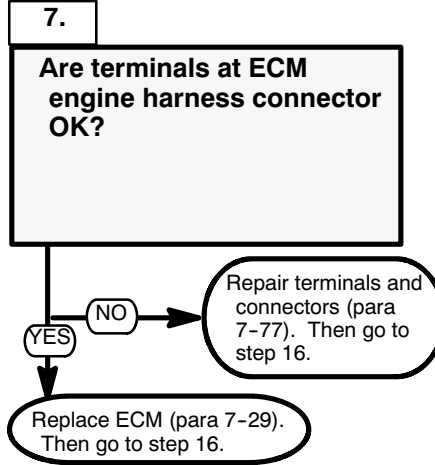 7.
Are terminals at ECM
engine harness connector
OK?
Repair terminals and
connectors (para
7-77). Then go to
step 16.
NO
YES
Replace ECM (para 7-29).
Then go to step 16.